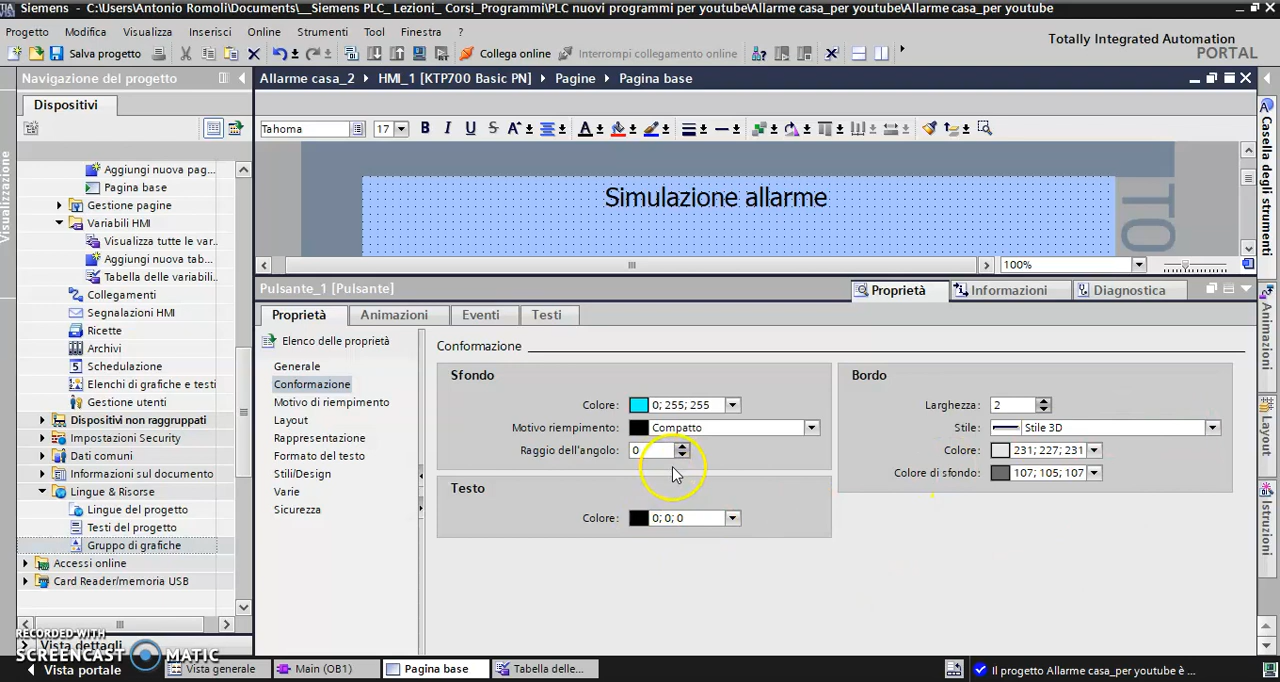 Siemens - C:\Users\Antonio Romoli\Documents\__Siemens PLC_ Lezioni_ Corsi_Programmi\PLC nuovi programmi per youtube\Allarme casa_per youtube\Allarme casa_per youtube
Progetto Modifica Visualizza Inserisci Online Strumenti Tool Finestra ?
Totally Integrated Automation
PORTAL
Salva progetto Collega online Interrompi collegamento online
Navigazione del progetto
Allarme casa_2 HMI_1 [KTP700 Basic PN] Pagine Pagina base
Dispositivi
Tahoma 17 B I U S A A
Visualizzazione
Aggiungi nuova pag...
Pagina base
Gestione pagine
Variabili HMI
Visualizza tutte le var...
Aggiungi nuova tab...
Tabella delle variabili...
Collegamenti
Segnalazioni HMI
Ricette
Archivi
Schedulazione
Elenchi di grafiche e testi
Gestione utenti
Dispositivi non raggruppati
Impostazioni Security
Dati comuni
Informazioni sul documento
Lingue & Risorse
Lingue del progetto
Testi del progetto
Gruppo di grafiche
Accessi online
Card Reader/memoria USB
Simulazione allarme
TO
100%
Pulsante_1 [Pulsante]
Proprietà Informazioni Diagnostica
Proprietà Animazioni Eventi Testi
Elenco delle proprietà
Generale
Conformazione
Motivo di riempimento
Layout
Rappresentazione
Formato del testo
Stili/Design
Varie
Sicurezza
Conformazione
Sfondo
Colore: 0; 255; 255
Motivo riempimento: Compatto
Raggio dell'angolo: 0
Testo
Colore: 0; 0; 0
Bordo
Larghezza: 2
Stile: Stile 3D
Colore: 231; 227; 231
Colore di sfondo: 107; 105; 107
Casella degli strumenti
Animazioni
Layout
Istruzioni
RECORDED WITH
SCREENCAST MATIC
Vista dettagli
Vista portale Vista generale Main (OB1) Pagina base Tabella delle... Il progetto Allarme casa_per youtube è ...